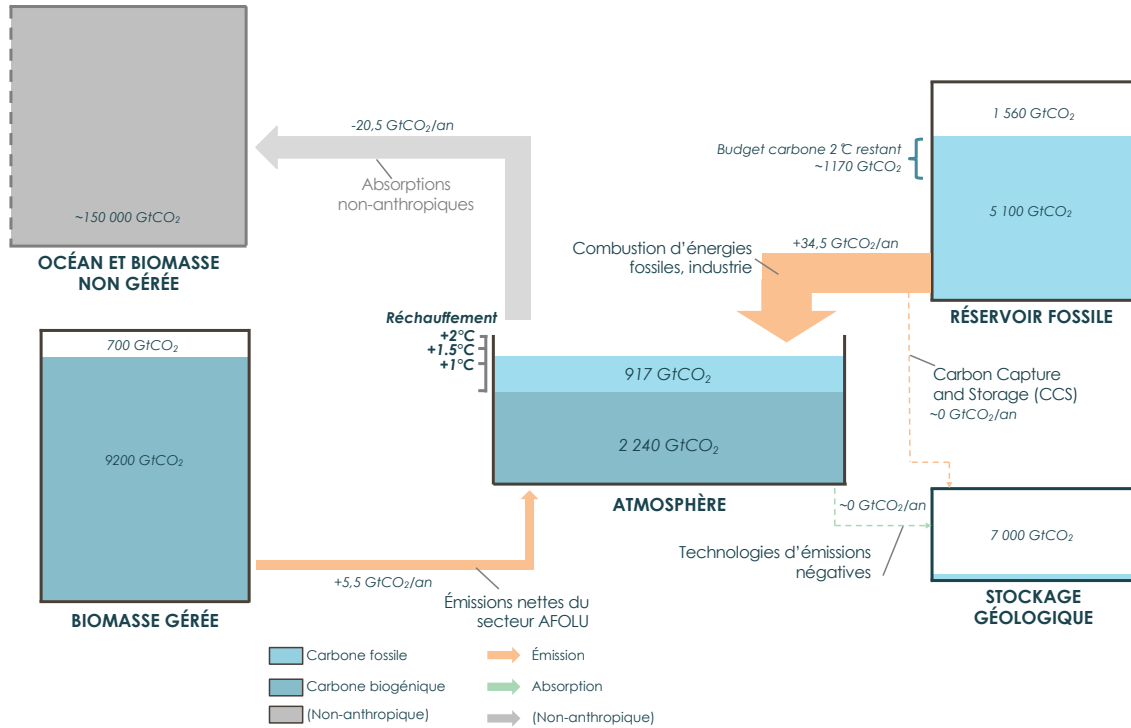 -20,5 GtCO₂/an
Absorptions
non-anthropiques
~150 000 GtCO₂
OCÉAN ET BIOMASSE
NON GÉRÉE
1 560 GtCO₂
Budget carbone 2°C restant
~1170 GtCO₂
5 100 GtCO₂
+34,5 GtCO₂/an
Combustion d'énergies
fossiles, industrie
RÉSERVOIR FOSSILE
Réchauffement
+2°C
+1.5°C
+1°C
700 GtCO₂
9200 GtCO₂
BIOMASSE GÉRÉE
917 GtCO₂
2 240 GtCO₂
ATMOSPHÈRE
Carbon Capture
and Storage (CCS)
~0 GtCO₂/an
~0 GtCO₂/an
Technologies d'émissions
négatives
7 000 GtCO₂
STOCKAGE
GÉOLOGIQUE
+5,5 GtCO₂/an
Émissions nettes du
secteur AFOLU
Carbone fossile
Émission
Carbone biogénique
Absorption
(Non-anthropique)
(Non-anthropique)